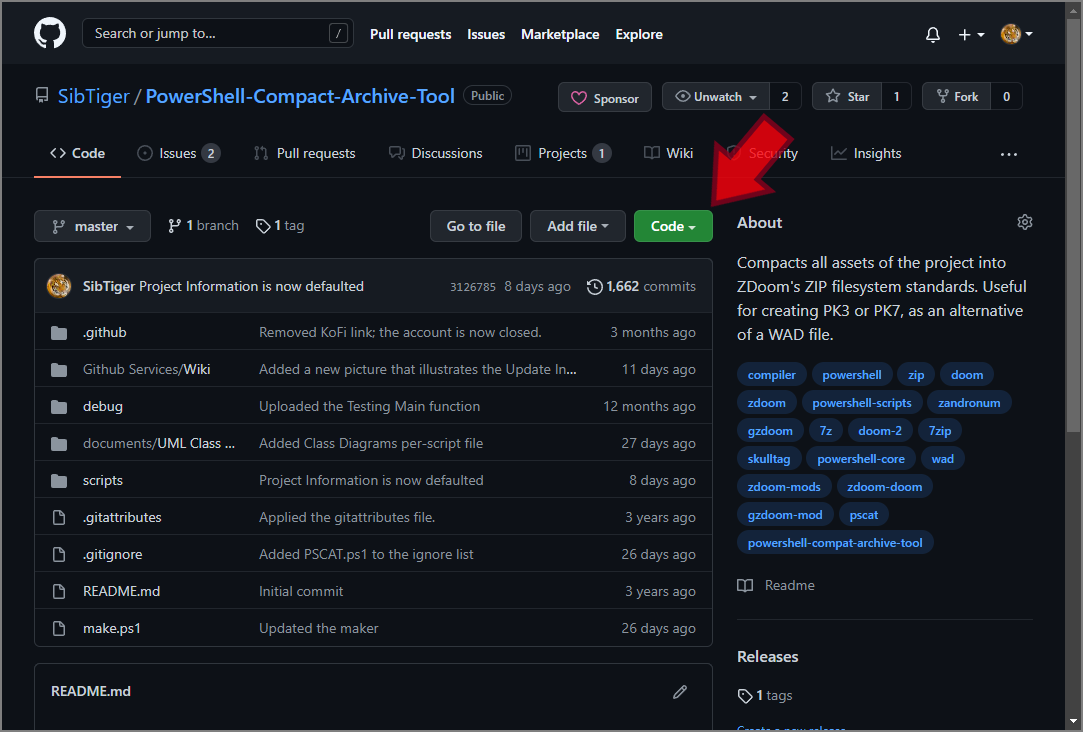 Search or jump to... /
Pull requests Issues Marketplace Explore
SibTiger / PowerShell-Compact-Archive-Tool Public
Sponsor Unwatch 2 Star 1 Fork 0
Code Issues 2 Pull requests Discussions Projects 1 Wiki Security Insights ...
master 1 branch 1 tag Go to file Add file Code
SibTiger Project Information is now defaulted 3126785 8 days ago 1,662 commits
.github Removed KoFi link; the account is now closed. 3 months ago
Github Services/Wiki Added a new picture that illustrates the Update In... 11 days ago
debug Uploaded the Testing Main function 12 months ago
documents/UML Class ... Added Class Diagrams per-script file 27 days ago
scripts Project Information is now defaulted 8 days ago
.gitattributes Applied the gitattributes file. 3 years ago
.gitignore Added PSCAT.ps1 to the ignore list 26 days ago
README.md Initial commit 3 years ago
make.ps1 Updated the maker 26 days ago
README.md
About
Compacts all assets of the project into
ZDoom's ZIP filesystem standards. Useful
for creating PK3 or PK7, as an alternative
of a WAD file.
compiler powershell zip doom
zdoom powershell-scripts zandronum
gzdoom 7z doom-2 7zip
skulltag powershell-core wad
zdoom-mods zdoom-doom
gzdoom-mod pscat
powershell-compat-archive-tool
Readme
Releases
1 tags
Create a new release